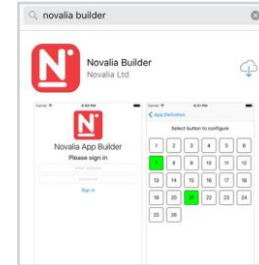 novalia builder
N
Novalia Builder
Novalia Ltd
Novalia App Builder
Please sign in
Sign in
App Definition
Select button to configure
1 2 3 4 5 6
7 8 9 10 11 12
13 14 15 16 17 18
19 20 21 22 23 24
25 26